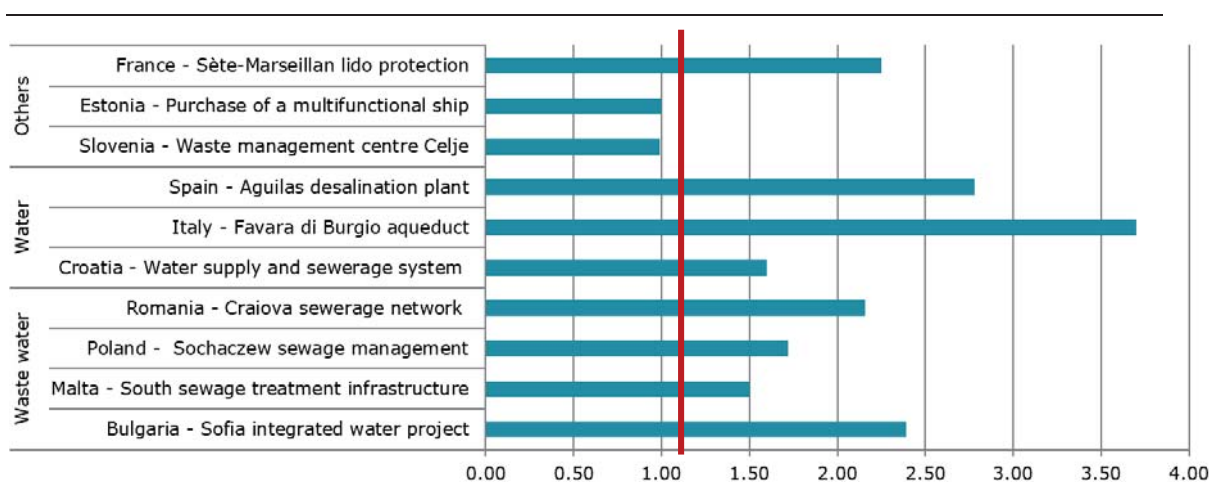 Others
France - Sète-Marseillan lido protection
Estonia - Purchase of a multifunctional ship
Slovenia - Waste management centre Celje
Water
Spain - Aguilas desalination plant
Italy - Favara di Burgio aqueduct
Croatia - Water supply and sewerage system
Waste water
Romania - Craiova sewerage network
Poland - Sochaczew sewage management
Malta - South sewage treatment infrastructure
Bulgaria - Sofia integrated water project
0.00 0.50 1.00 1.50 2.00 2.50 3.00 3.50 4.00